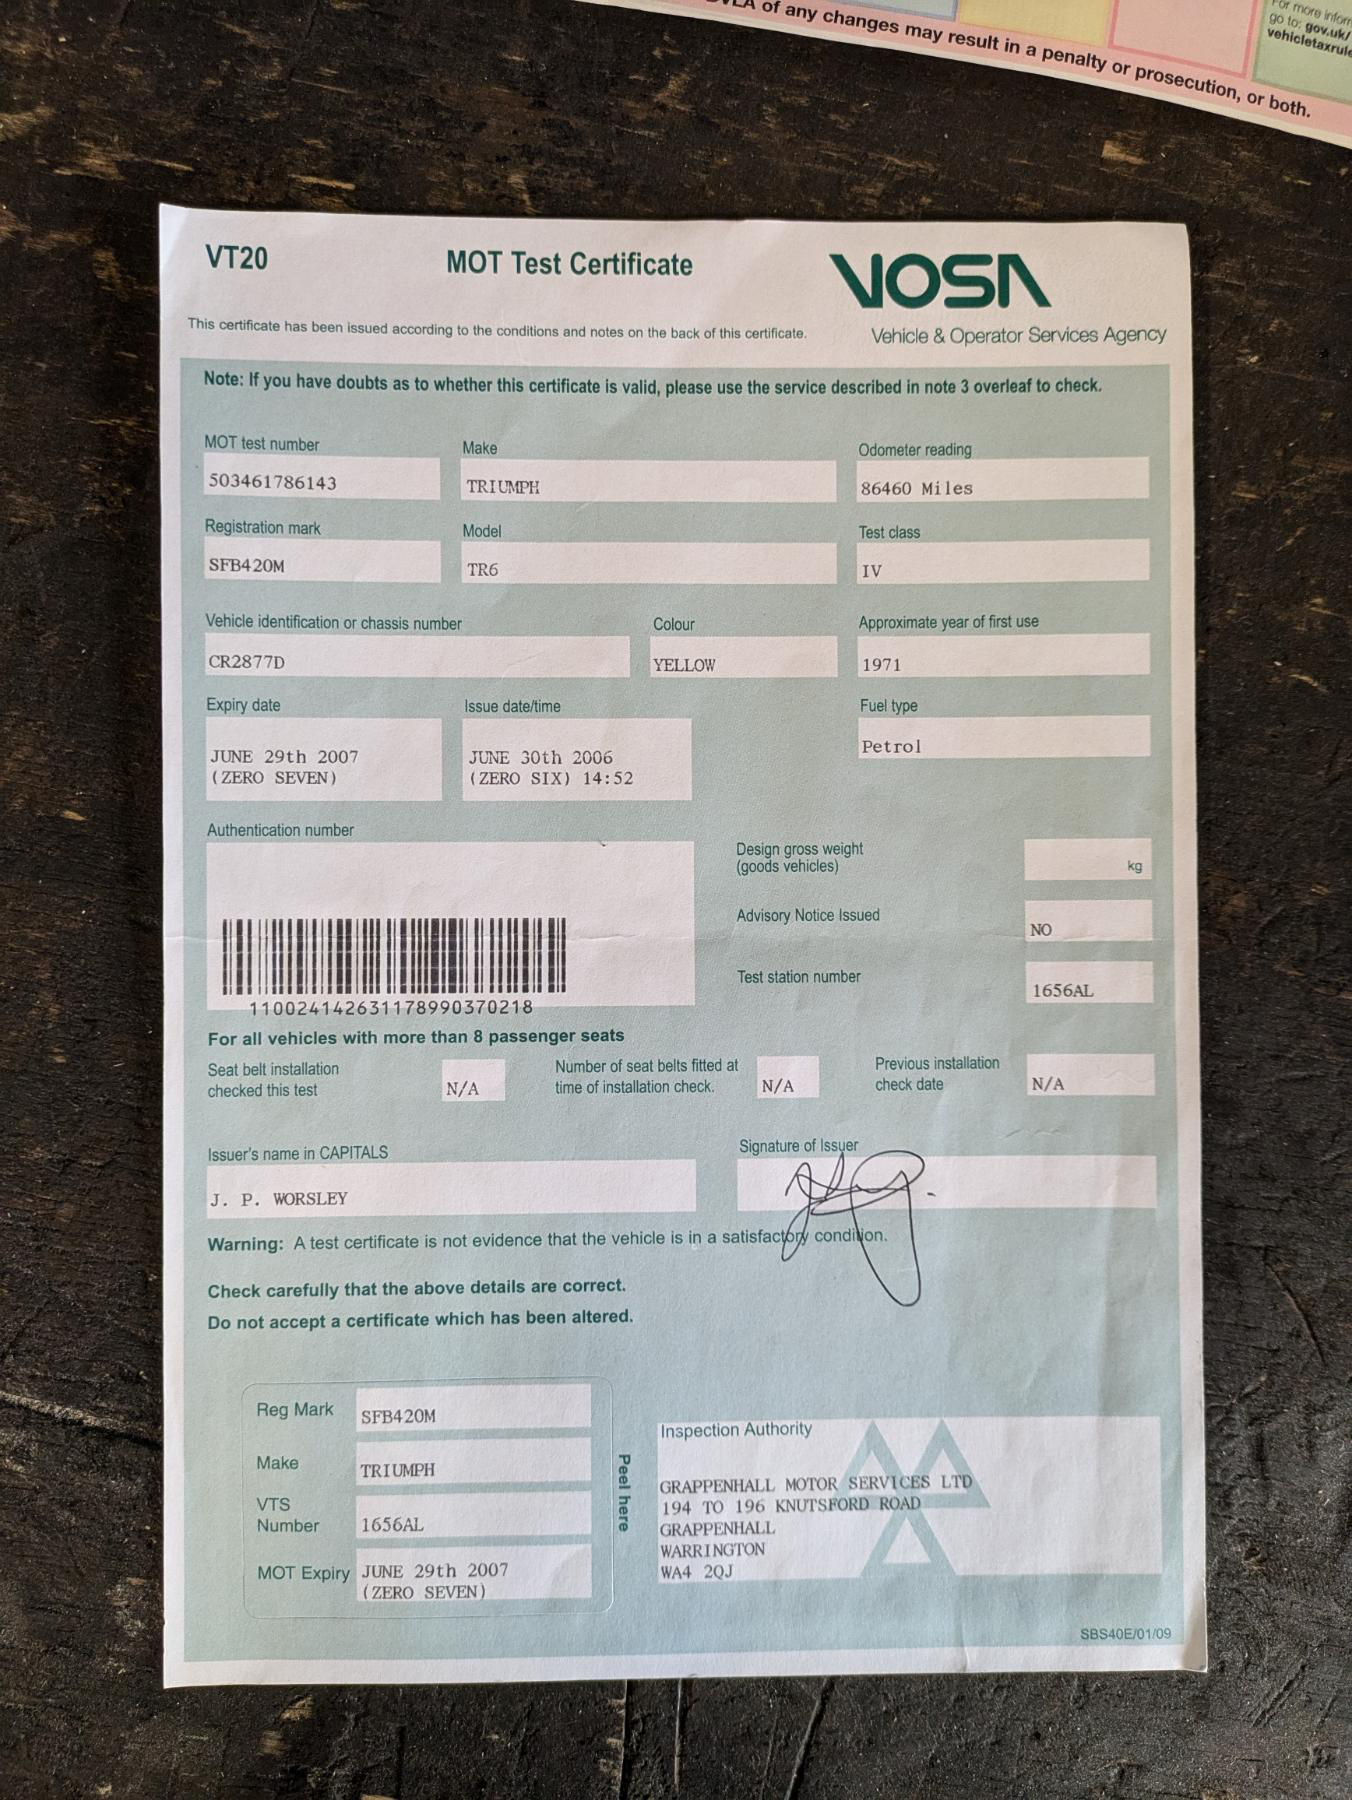 DVLA of any changes may result in a penalty or prosecution, or both.
For more inform
go to: gov.uk/
vehicletaxrule
VT20
MOT Test Certificate
VOSA
This certificate has been issued according to the conditions and notes on the back of this certificate.
Vehicle & Operator Services Agency
Note: If you have doubts as to whether this certificate is valid, please use the service described in note 3 overleaf to check.
MOT test number
Make
Odometer reading
503461786143
TRIUMPH
86460 Miles
Registration mark
Model
Test class
SFB420M
TR6
IV
Vehicle identification or chassis number
Colour
Approximate year of first use
CR2877D
YELLOW
1971
Expiry date
Issue date/time
Fuel type
JUNE 29th 2007
(ZERO SEVEN)
JUNE 30th 2006
(ZERO SIX) 14:52
Petrol
Authentication number
Design gross weight
(goods vehicles)
kg
Advisory Notice Issued
NO
Test station number
1656AL
110024142631178990370218
For all vehicles with more than 8 passenger seats
Seat belt installation
checked this test
N/A
Number of seat belts fitted at
time of installation check.
N/A
Previous installation
check date
N/A
Issuer's name in CAPITALS
Signature of Issuer
J. P. WORSLEY
Warning: A test certificate is not evidence that the vehicle is in a satisfactory condition.
Check carefully that the above details are correct.
Do not accept a certificate which has been altered.
Reg Mark
SFB420M
Make
TRIUMPH
VTS
Number
1656AL
MOT Expiry
JUNE 29th 2007
(ZERO SEVEN)
Peel here
Inspection Authority
GRAPPENHALL MOTOR SERVICES LTD
194 TO 196 KNUTSFORD ROAD
GRAPPENHALL
WARRINGTON
WA4 2QJ
SBS40E/01/09